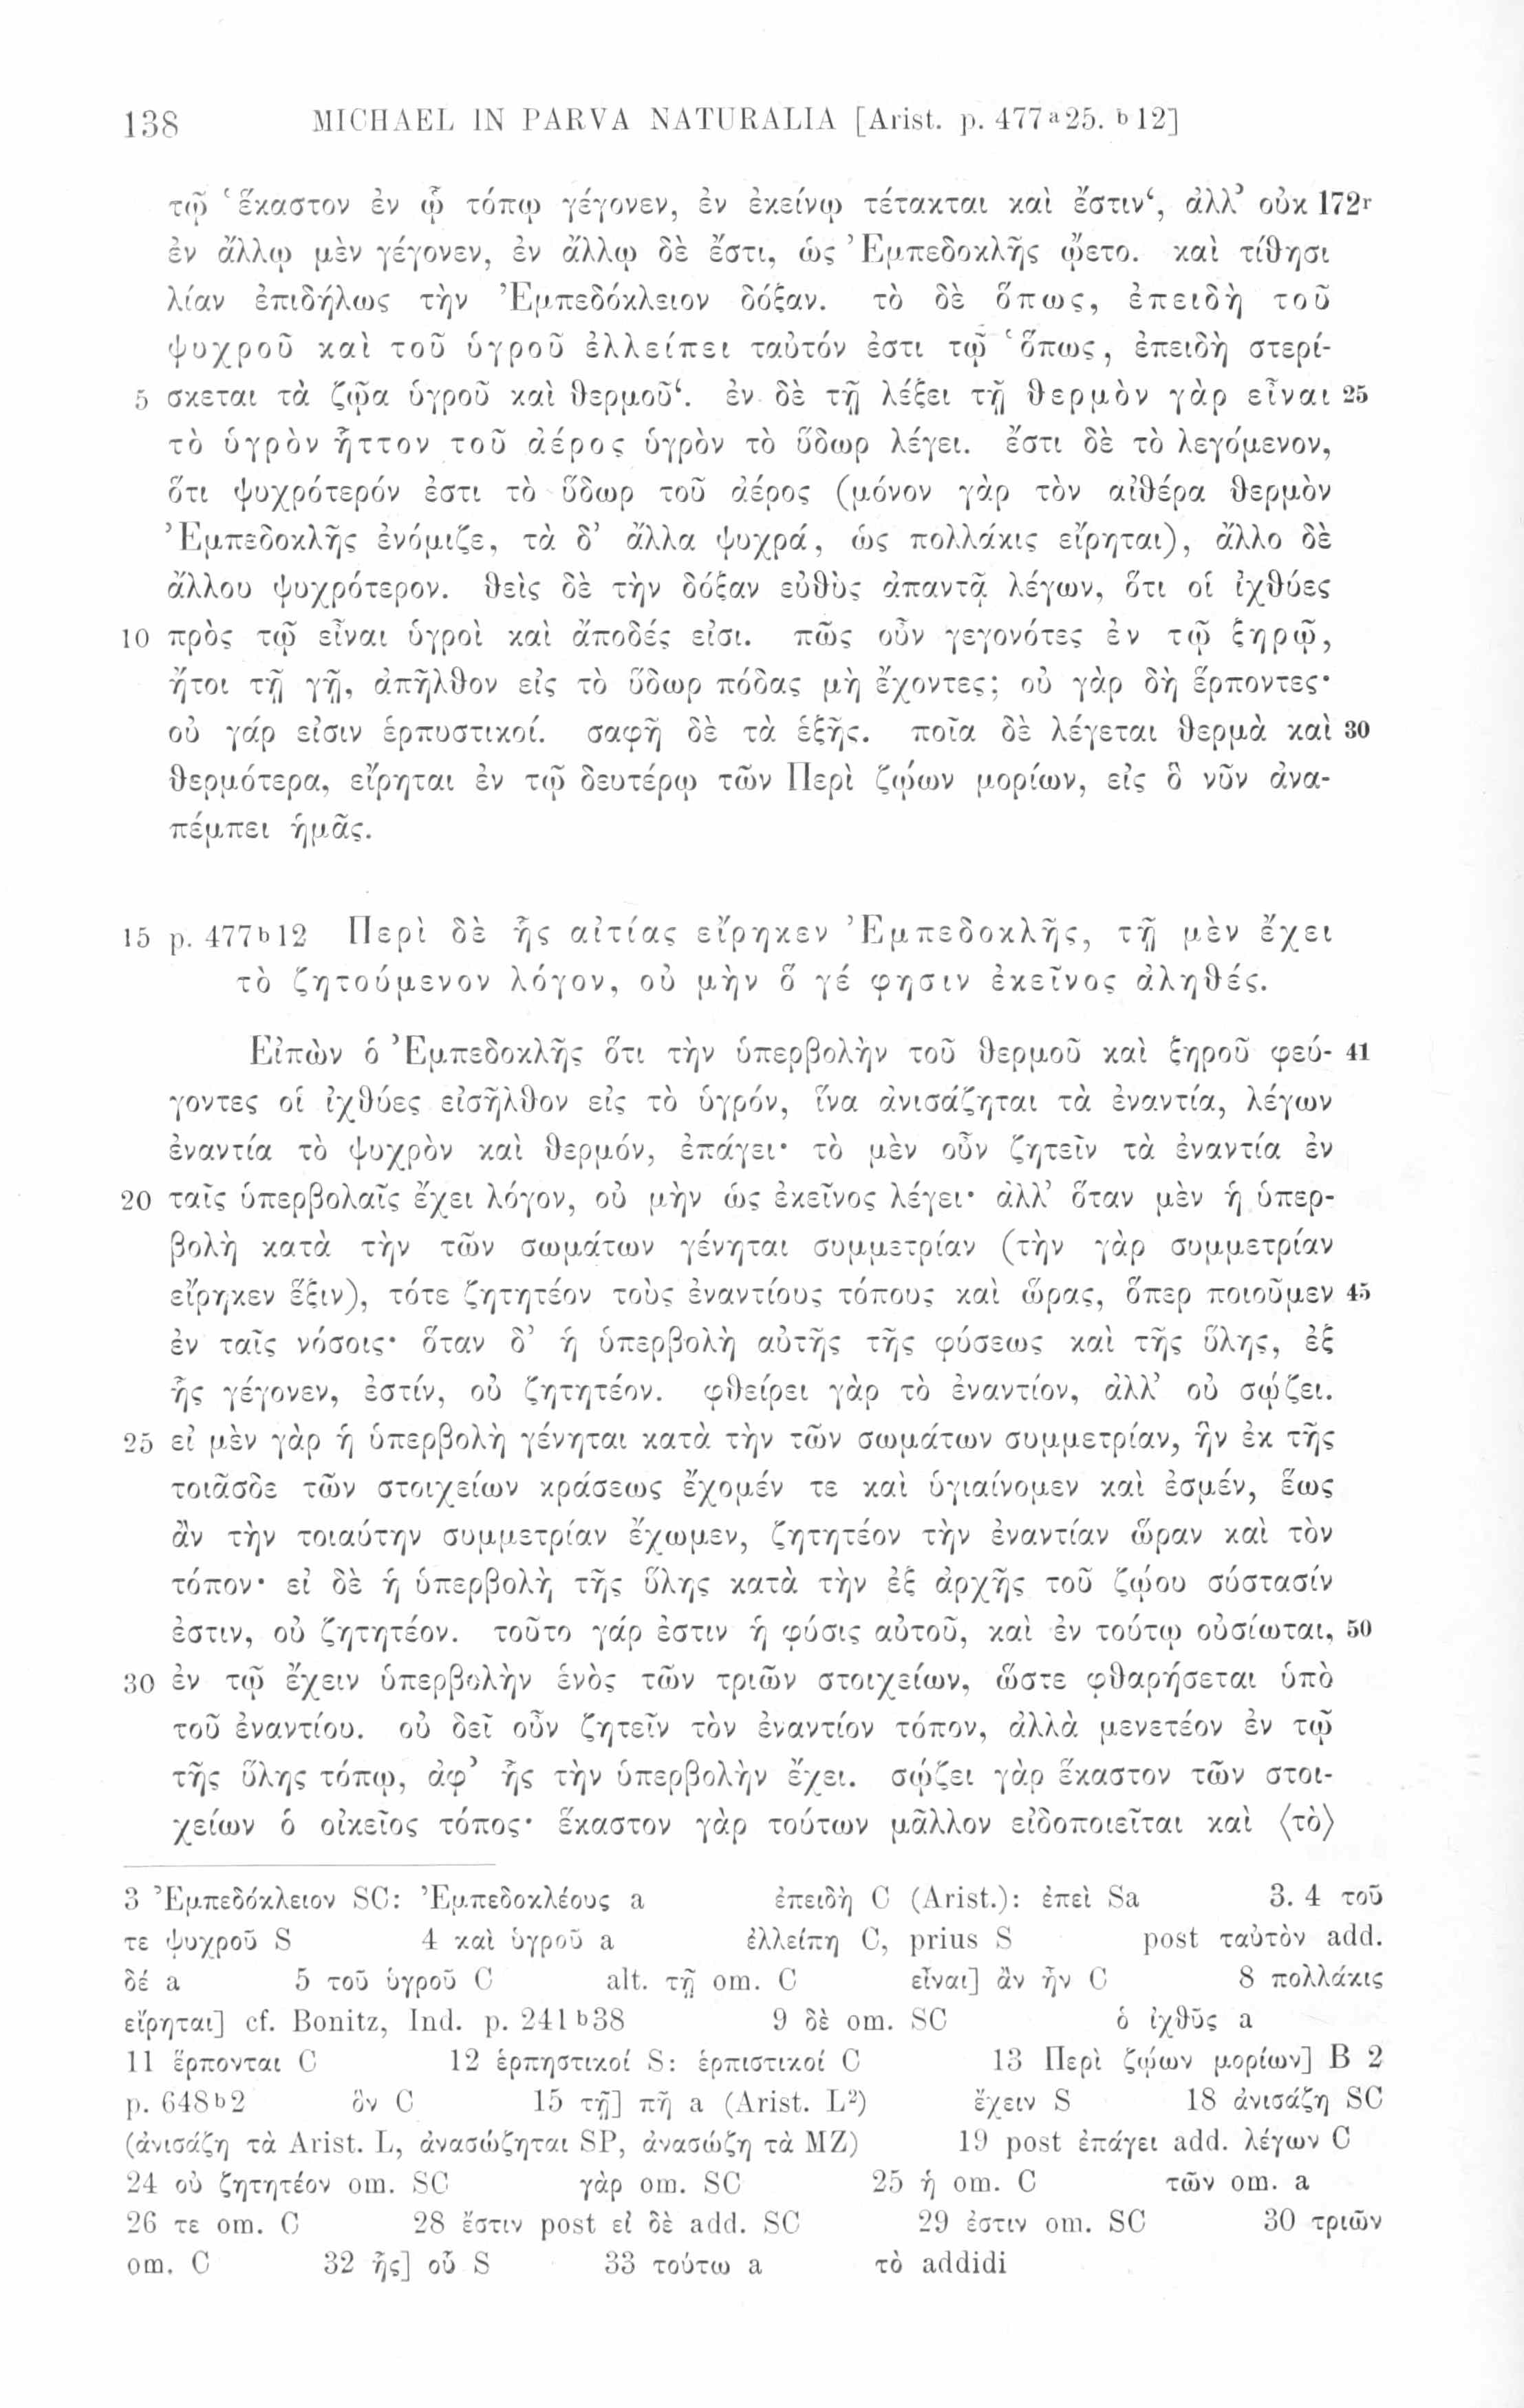 138 MICHAEL IN PARVA NATURALIA [Arist. p. 477ᵃ25. ᵇ12]
τῷ ‘ἕκαστον ἐν ᾧ τόπῳ γέγονεν, ἐν ἐκείνῳ τέτακται καὶ ἔστιν‘, ἀλλ’ οὐκ 172ʳ
ἐν ἄλλῳ μὲν γέγονεν, ἐν ἄλλῳ δὲ ἔστι, ὡς Ἐμπεδοκλῆς ᾤετο. καὶ τίθησι
λίαν ἐπιδήλως τὴν Ἐμπεδόκλειον δόξαν. τὸ δὲ ὅπως, ἐπειδὴ τοῦ
ψυχροῦ καὶ τοῦ ὑγροῦ ἐλλείπει ταὐτόν ἐστι τῷ ‘ὅπως, ἐπειδὴ στερί-
5 σκεται τὰ ζῷα ὑγροῦ καὶ θερμοῦ‘. ἐν δὲ τῇ λέξει τῇ θερμὸν γὰρ εἶναι 25
τὸ ὑγρὸν ἧττον τοῦ ἀέρος ὑγρὸν τὸ ὕδωρ λέγει. ἔστι δὲ τὸ λεγόμενον,
ὅτι ψυχρότερόν ἐστι τὸ ὕδωρ τοῦ ἀέρος (μόνον γὰρ τὸν αἰθέρα θερμὸν
Ἐμπεδοκλῆς ἐνόμιζε, τὰ δ’ ἄλλα ψυχρά, ὡς πολλάκις εἴρηται), ἄλλο δὲ
ἄλλου ψυχρότερον. θεὶς δὲ τὴν δόξαν εὐθὺς ἀπαντᾷ λέγων, ὅτι οἱ ἰχθύες
10 πρὸς τῷ εἶναι ὑγροὶ καὶ ἄποδές εἰσι. πῶς οὖν γεγονότες ἐν τῷ ξηρῷ,
ἤτοι τῇ γῇ, ἀπῆλθον εἰς τὸ ὕδωρ πόδας μὴ ἔχοντες; οὐ γὰρ δὴ ἕρποντες·
οὐ γάρ εἰσιν ἑρπυστικοί. σαφῆ δὲ τὰ ἑξῆς. ποῖα δὲ λέγεται θερμὰ καὶ 30
θερμότερα, εἴρηται ἐν τῷ δευτέρῳ τῶν Περὶ ζῴων μορίων, εἰς ὃ νῦν ἀνα-
πέμπει ἡμᾶς.
15 p. 477ᵇ12 Περὶ δὲ ἧς αἰτίας εἴρηκεν Ἐμπεδοκλῆς, τῇ μὲν ἔχει
τὸ ζητούμενον λόγον, οὐ μὴν ὅ γέ φησιν ἐκεῖνος ἀληθές.
Εἰπὼν ὁ Ἐμπεδοκλῆς ὅτι τὴν ὑπερβολὴν τοῦ θερμοῦ καὶ ξηροῦ φεύ- 41
γοντες οἱ ἰχθύες εἰσῆλθον εἰς τὸ ὑγρόν, ἵνα ἀνισάζηται τὰ ἐναντία, λέγων
ἐναντία τὸ ψυχρὸν καὶ θερμόν, ἐπάγει· τὸ μὲν οὖν ζητεῖν τὰ ἐναντία ἐν
20 ταῖς ὑπερβολαῖς ἔχει λόγον, οὐ μὴν ὡς ἐκεῖνος λέγει· ἀλλ’ ὅταν μὲν ἡ ὑπερ-
βολὴ κατὰ τὴν τῶν σωμάτων γένηται συμμετρίαν (τὴν γὰρ συμμετρίαν
εἴρηκεν ἕξιν), τότε ζητητέον τοὺς ἐναντίους τόπους καὶ ὥρας, ὅπερ ποιοῦμεν 45
ἐν ταῖς νόσοις· ὅταν δ’ ἡ ὑπερβολὴ αὐτῆς τῆς φύσεως καὶ τῆς ὕλης, ἐξ
ἧς γέγονεν, ἐστίν, οὐ ζητητέον. φθείρει γὰρ τὸ ἐναντίον, ἀλλ’ οὐ σῴζει.
25 εἰ μὲν γὰρ ἡ ὑπερβολὴ γένηται κατὰ τὴν τῶν σωμάτων συμμετρίαν, ἣν ἐκ τῆς
τοιᾶσδε τῶν στοιχείων κράσεως ἔχομέν τε καὶ ὑγιαίνομεν καὶ ἐσμέν, ἕως
ἂν τὴν τοιαύτην συμμετρίαν ἔχωμεν, ζητητέον τὴν ἐναντίαν ὥραν καὶ τὸν
τόπον· εἰ δὲ ἡ ὑπερβολὴ τῆς ὕλης κατὰ τὴν ἐξ ἀρχῆς τοῦ ζῴου σύστασίν
ἐστιν, οὐ ζητητέον. τοῦτο γάρ ἐστιν ἡ φύσις αὐτοῦ, καὶ ἐν τούτῳ οὐσίωται, 50
30 ἐν τῷ ἔχειν ὑπερβολὴν ἑνὸς τῶν τριῶν στοιχείων, ὥστε φθαρήσεται ὑπὸ
τοῦ ἐναντίου. οὐ δεῖ οὖν ζητεῖν τὸν ἐναντίον τόπον, ἀλλὰ μενετέον ἐν τῷ
τῆς ὕλης τόπῳ, ἀφ’ ἧς τὴν ὑπερβολὴν ἔχει. σῴζει γὰρ ἕκαστον τῶν στοι-
χείων ὁ οἰκεῖος τόπος· ἕκαστον γὰρ τούτων μᾶλλον εἰδοποιεῖται καὶ ⟨τὸ⟩
3 Ἐμπεδόκλειον SC: Ἐμπεδοκλέους a ἐπειδὴ C (Arist.): ἐπεὶ Sa 3. 4 τοῦ
τε ψυχροῦ S 4 καὶ ὑγροῦ a ἐλλείπῃ C, prius S post ταὐτὸν add.
δέ a 5 τοῦ ὑγροῦ C alt. τῇ om. C εἶναι] ἂν ἦν C 8 πολλάκις
εἴρηται] cf. Bonitz, Ind. p. 241ᵇ38 9 δὲ om. SC ὁ ἰχθῦς a
11 ἕρπονται C 12 ἑρπηστικοί S: ἑρπιστικοί C 13 Περὶ ζῴων μορίων] B 2
p. 648ᵇ2 ὃν C 15 τῇ] πῆ a (Arist. L²) ἔχειν S 18 ἀνισάζῃ SC
(ἀνισάζῃ τὰ Arist. L, ἀνασώζηται SP, ἀνασώζῃ τὰ MZ) 19 post ἐπάγει add. λέγων C
24 οὐ ζητητέον om. SC γὰρ om. SC 25 ἡ om. C τῶν om. a
26 τε om. C 28 ἔστιν post εἰ δὲ add. SC 29 ἐστιν om. SC 30 τριῶν
om. C 32 ἧς] οὗ S 33 τούτω a τὸ addidi